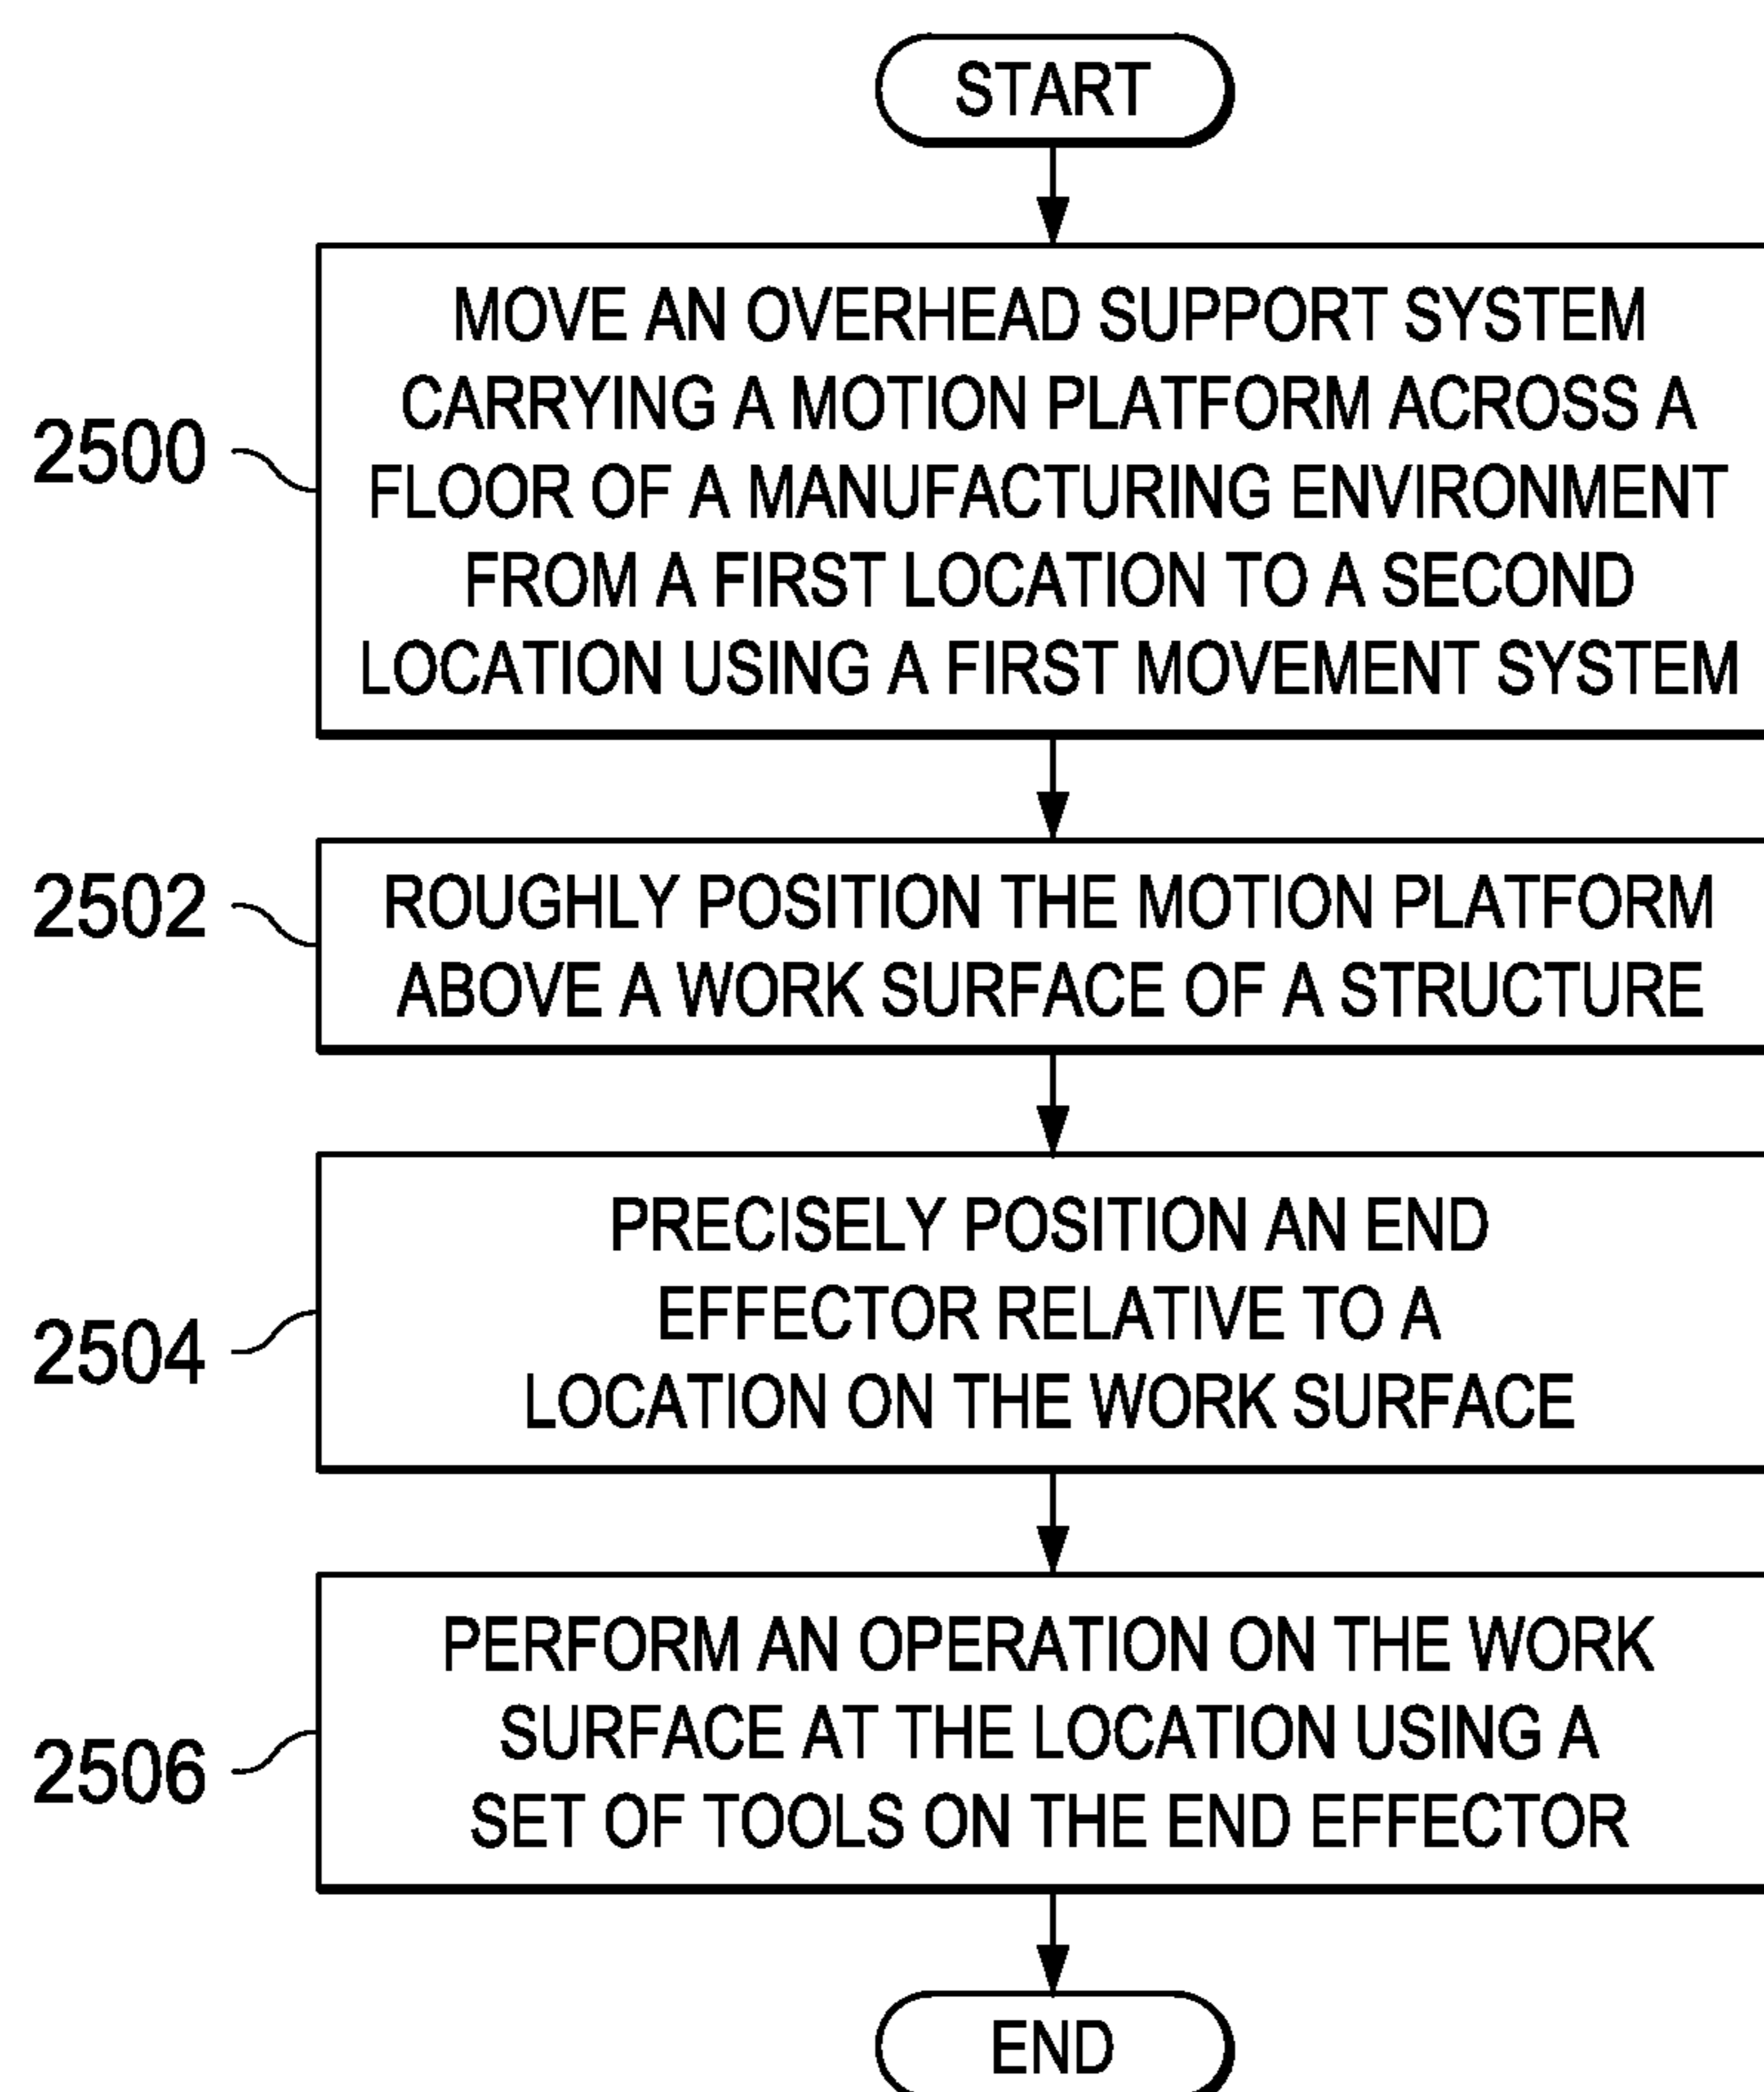 START
2500
MOVE AN OVERHEAD SUPPORT SYSTEM
CARRYING A MOTION PLATFORM ACROSS A
FLOOR OF A MANUFACTURING ENVIRONMENT
FROM A FIRST LOCATION TO A SECOND
LOCATION USING A FIRST MOVEMENT SYSTEM
2502
ROUGHLY POSITION THE MOTION PLATFORM
ABOVE A WORK SURFACE OF A STRUCTURE
2504
PRECISELY POSITION AN END
EFFECTOR RELATIVE TO A
LOCATION ON THE WORK SURFACE
2506
PERFORM AN OPERATION ON THE WORK
SURFACE AT THE LOCATION USING A
SET OF TOOLS ON THE END EFFECTOR
END